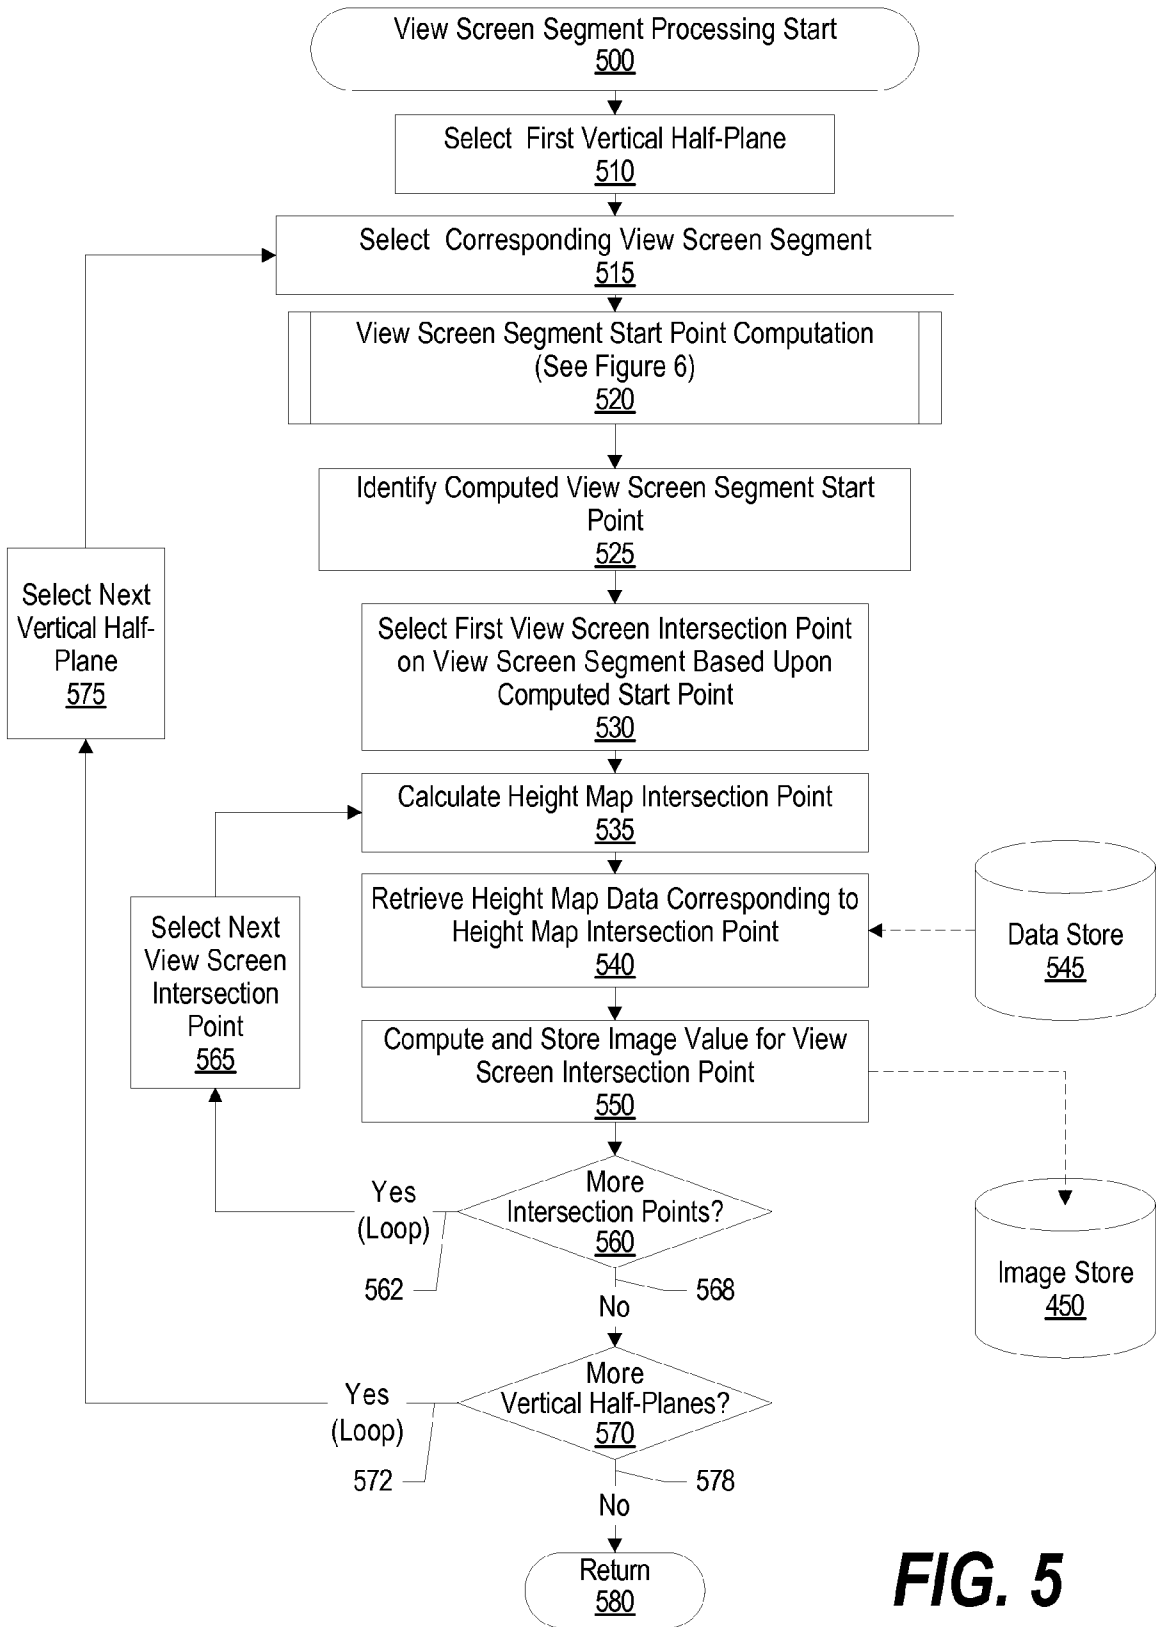 View Screen Segment Processing Start
500
Select First Vertical Half-Plane
510
Select Corresponding View Screen Segment
515
View Screen Segment Start Point Computation
(See Figure 6)
520
Identify Computed View Screen Segment Start
Point
525
Select Next
Vertical Half-
Plane
575
Select First View Screen Intersection Point
on View Screen Segment Based Upon
Computed Start Point
530
Calculate Height Map Intersection Point
535
Retrieve Height Map Data Corresponding to
Height Map Intersection Point
540
Data Store
545
Select Next
View Screen
Intersection
Point
565
Compute and Store Image Value for View
Screen Intersection Point
550
More
Intersection Points?
560
Yes
(Loop)
562
568
No
Image Store
450
More
Vertical Half-Planes?
570
Yes
(Loop)
572
578
No
Return
580
FIG. 5